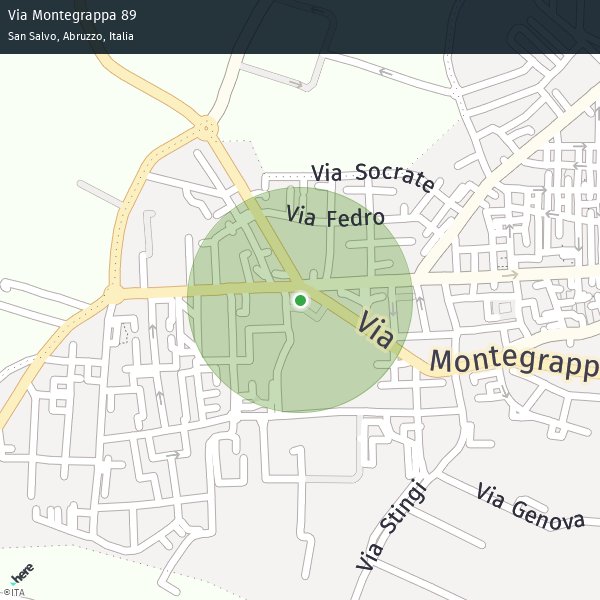 Via Montegrappa 89
San Salvo, Abruzzo, Italia
Via Socrate
Via Fedro
Via
Montegrapp
Via Stingi
Via Genova
here
©ITA